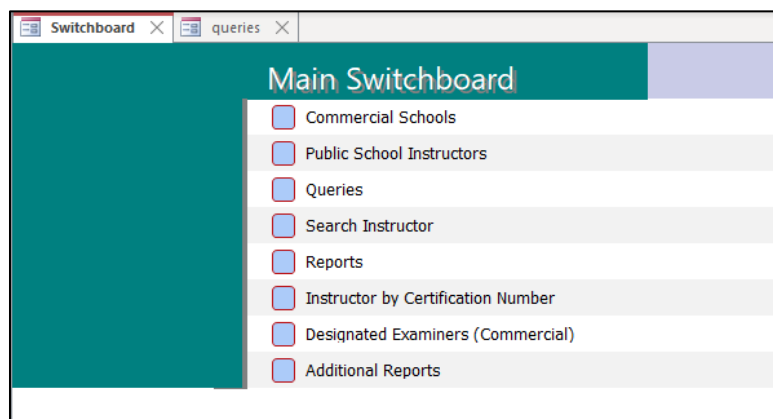 Switchboard queries
Main Switchboard
Commercial Schools
Public School Instructors
Queries
Search Instructor
Reports
Instructor by Certification Number
Designated Examiners (Commercial)
Additional Reports